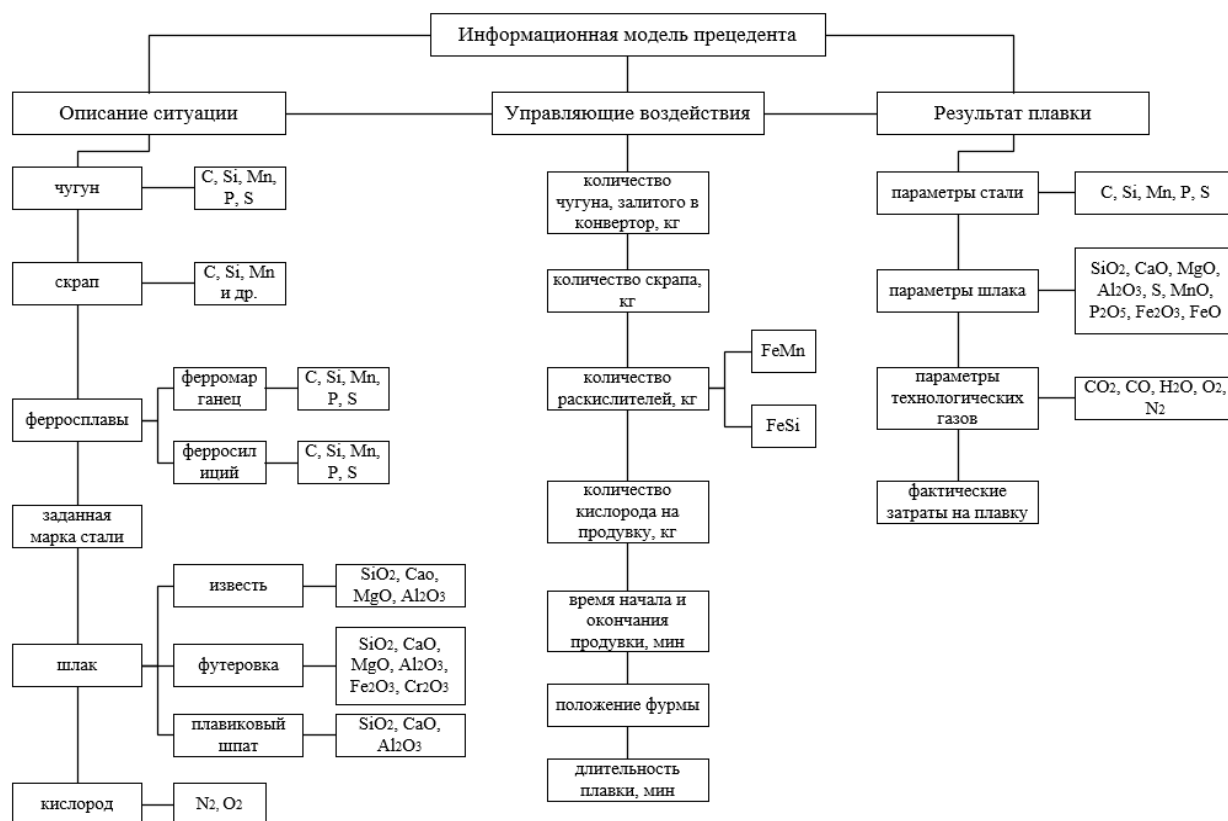 Информационная модель прецедента
Описание ситуации
Управляющие воздействия
Результат плавки
чугун
C, Si, Mn,
P, S
скрап
C, Si, Mn
и др.
ферросплавы
ферромар
ганец
C, Si, Mn,
P, S
ферросил
иций
C, Si, Mn,
P, S
заданная
марка стали
шлак
известь
SiO2, Cao,
MgO, Al2O3
футеровка
SiO2, CaO,
MgO, Al2O3,
Fe2O3, Cr2O3
плавиковый
шпат
SiO2, CaO,
Al2O3
кислород
N2, O2
количество
чугуна, залитого в
конвертор, кг
количество скрапа,
кг
количество
раскислителей, кг
FeMn
FeSi
количество
кислорода на
продувку, кг
время начала и
окончания
продувки, мин
положение фурмы
длительность
плавки, мин
параметры стали
C, Si, Mn, P, S
параметры шлака
SiO2, CaO, MgO,
Al2O3, S, MnO,
P2O5, Fe2O3, FeO
параметры
технологических
газов
CO2, CO, H2O, O2,
N2
фактические
затраты на плавку